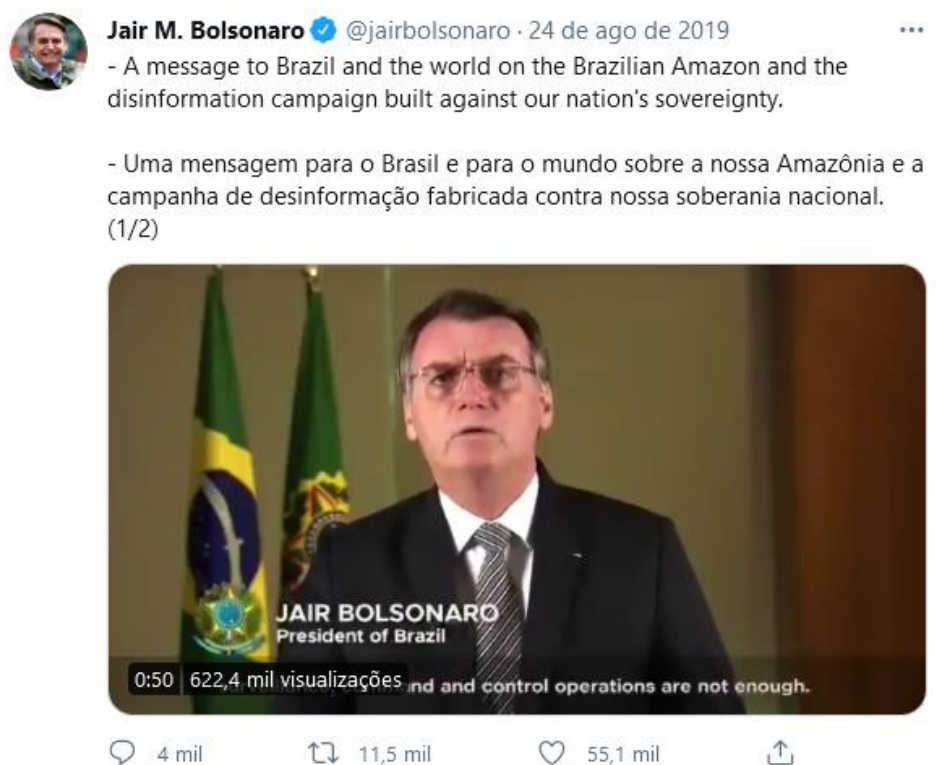 Jair M. Bolsonaro @jairbolsonaro · 24 de ago de 2019
- A message to Brazil and the world on the Brazilian Amazon and the
disinformation campaign built against our nation's sovereignty.
- Uma mensagem para o Brasil e para o mundo sobre a nossa Amazônia e a
campanha de desinformação fabricada contra nossa soberania nacional.
(1/2)
JAIR BOLSONARO
President of Brazil
0:50 622,4 mil visualizações
and control operations are not enough.
4 mil 11,5 mil 55,1 mil